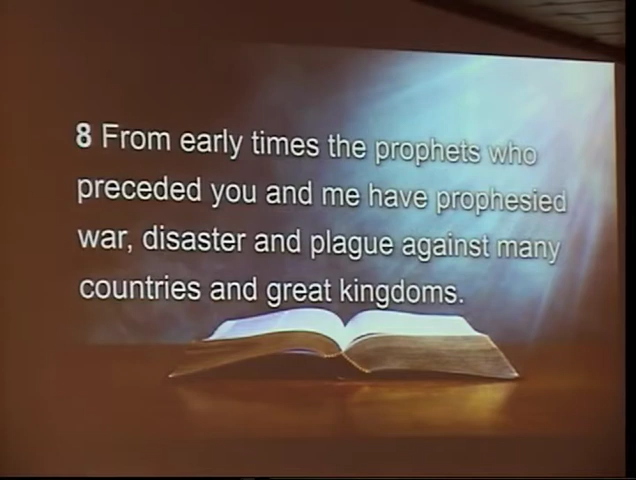 8 From early times the prophets who
preceded you and me have prophesied
war, disaster and plague against many
countries and great kingdoms.